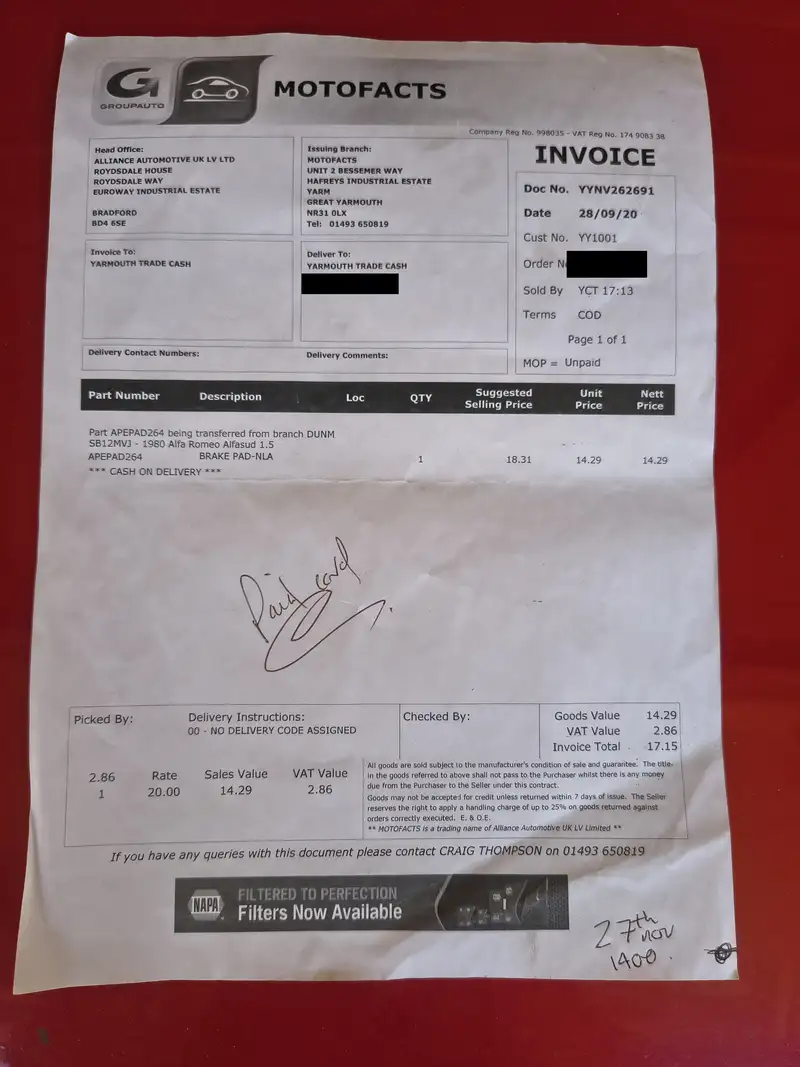 G
GROUPAUTO
MOTOFACTS
Company Reg No. 998035 - VAT Reg No. 174 9083 38
Head Office:
ALLIANCE AUTOMOTIVE UK LV LTD
ROYDSDALE HOUSE
ROYDSDALE WAY
EUROWAY INDUSTRIAL ESTATE
BRADFORD
BD4 6SE
Issuing Branch:
MOTOFACTS
UNIT 2 BESSEMER WAY
HAFREYS INDUSTRIAL ESTATE
YARM
GREAT YARMOUTH
NR31 0LX
Tel: 01493 650819
INVOICE
Doc No. YYNV262691
Date 28/09/20
Cust No. YY1001
Order N
Sold By YCT 17:13
Terms COD
Page 1 of 1
MOP = Unpaid
Invoice To:
YARMOUTH TRADE CASH
Deliver To:
YARMOUTH TRADE CASH
Delivery Contact Numbers:
Delivery Comments:
Part Number Description Loc QTY Suggested Selling Price Unit Price Nett Price
Part APEPAD264 being transferred from branch DUNM
SB12MVJ - 1980 Alfa Romeo Alfasud 1.5
APEPAD264 BRAKE PAD-NLA 1 18.31 14.29 14.29
*** CASH ON DELIVERY ***
Paid card
Picked By:
Delivery Instructions:
00 - NO DELIVERY CODE ASSIGNED
Checked By:
Goods Value 14.29
VAT Value 2.86
Invoice Total 17.15
2.86 Rate Sales Value VAT Value
1 20.00 14.29 2.86
All goods are sold subject to the manufacturer's condition of sale and guarantee. The title
in the goods referred to above shall not pass to the Purchaser whilst there is any money
due from the Purchaser to the Seller under this contract.
Goods may not be accepted for credit unless returned within 7 days of issue. The Seller
reserves the right to apply a handling charge of up to 25% on goods returned against
orders correctly executed. E. & O.E.
** MOTOFACTS is a trading name of Alliance Automotive UK LV Limited **
If you have any queries with this document please contact CRAIG THOMPSON on 01493 650819
NAPA
FILTERED TO PERFECTION
Filters Now Available
27th
nov
1400.